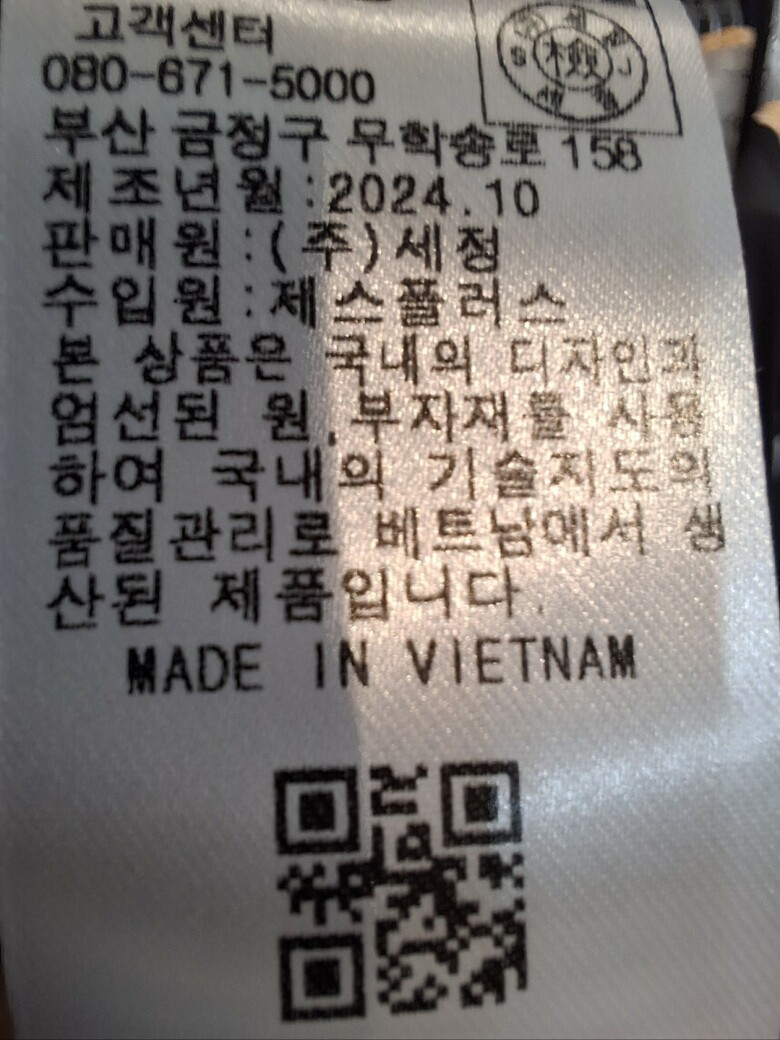 고객센터
080-671-5000
부산 금정구 무학송로 158
제조년월:2024.10
판매원:(주)세정
수입원:제스플러스
본 상품은 국내의 디자인과
엄선된 원.부자재를 사용
하여 국내의 기술지도의
품질관리로 베트남에서 생
산된 제품입니다.
MADE IN VIETNAM